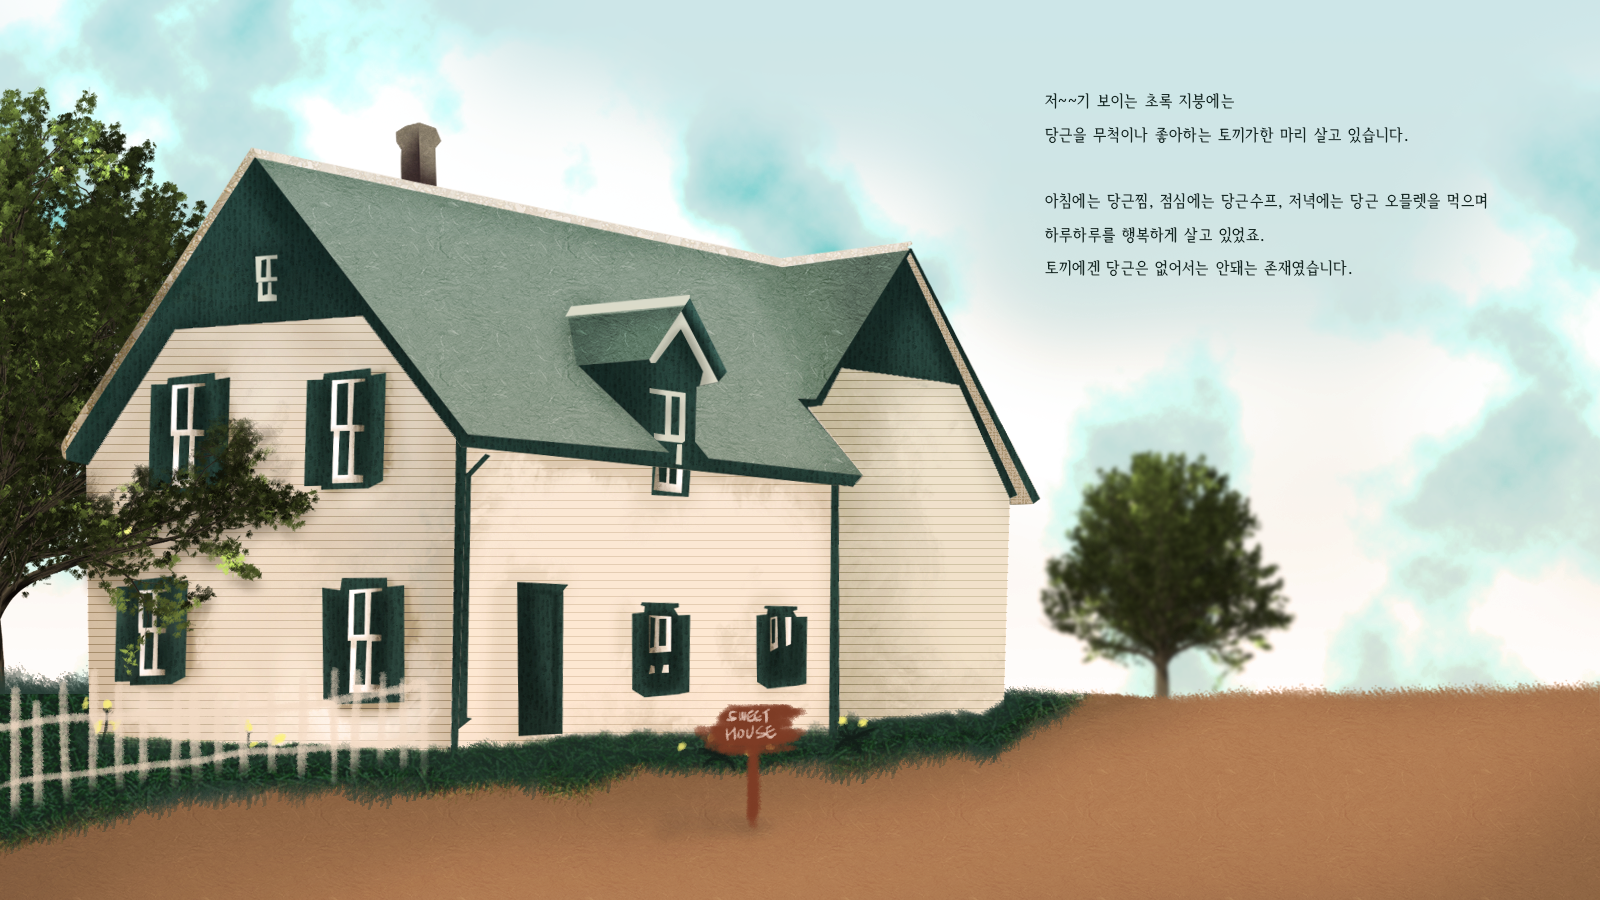 저~~기 보이는 초록 지붕에는
당근을 무척이나 좋아하는 토끼가한 마리 살고 있습니다.
아침에는 당근찜, 점심에는 당근수프, 저녁에는 당근 오믈렛을 먹으며
하루하루를 행복하게 살고 있었죠.
토끼에겐 당근은 없어서는 안돼는 존재였습니다.
SWEET
HOUSE